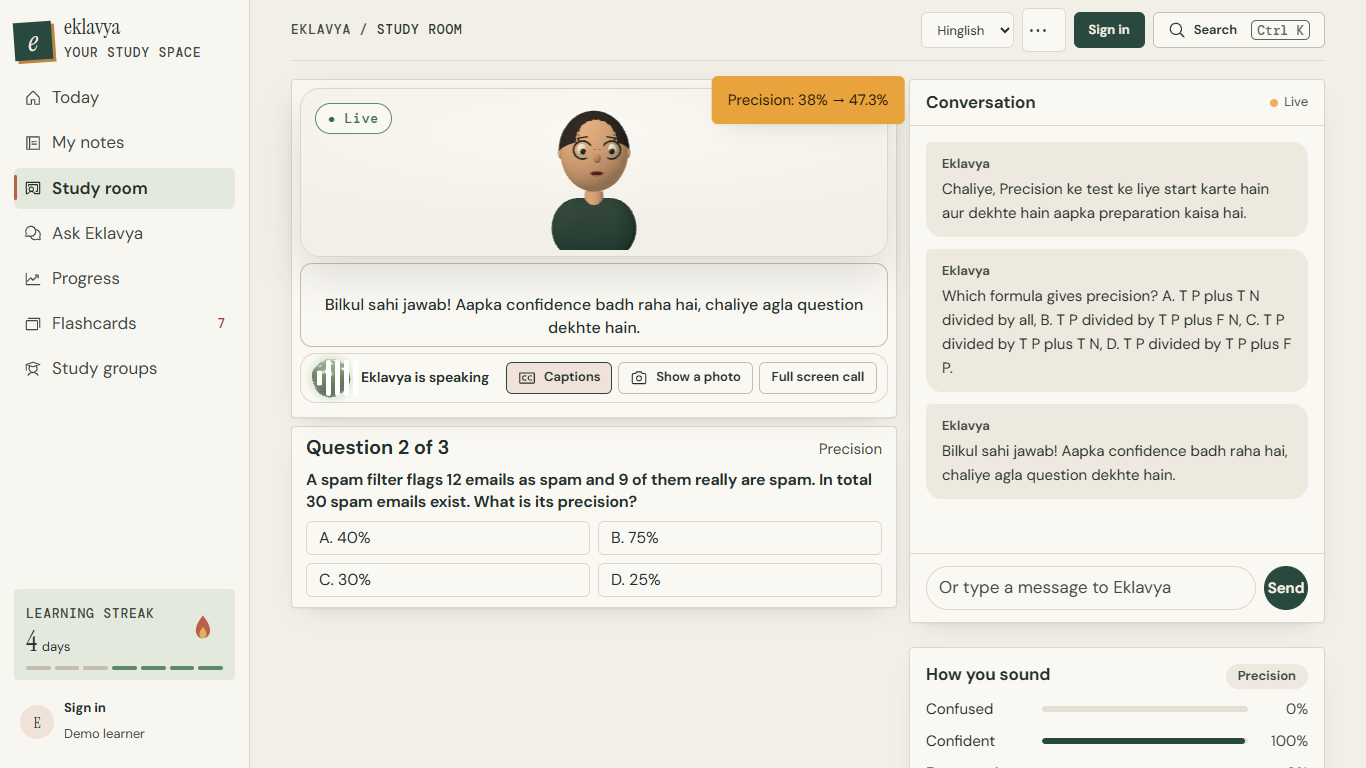 e
eklavya
YOUR STUDY SPACE
Today
My notes
Study room
Ask Eklavya
Progress
Flashcards 7
Study groups
LEARNING STREAK
4 days
E
Sign in
Demo learner
EKLAVYA / STUDY ROOM
Hinglish
...
Sign in
Search Ctrl K
Precision: 38% → 47.3%
• Live
Bilkul sahi jawab! Aapka confidence badh raha hai, chaliye agla question
dekhte hain.
Eklavya is speaking
CC Captions
Show a photo
Full screen call
Question 2 of 3
Precision
A spam filter flags 12 emails as spam and 9 of them really are spam. In total
30 spam emails exist. What is its precision?
A. 40%
B. 75%
C. 30%
D. 25%
Conversation
Live
Eklavya
Chaliye, Precision ke test ke liye start karte hain
aur dekhte hain aapka preparation kaisa hai.
Eklavya
Which formula gives precision? A. T P plus T N
divided by all, B. T P divided by T P plus F N, C. T P
divided by T P plus T N, D. T P divided by T P plus F
P.
Eklavya
Bilkul sahi jawab! Aapka confidence badh raha hai,
chaliye agla question dekhte hain.
Or type a message to Eklavya
Send
How you sound
Precision
Confused 0%
Confident 100%